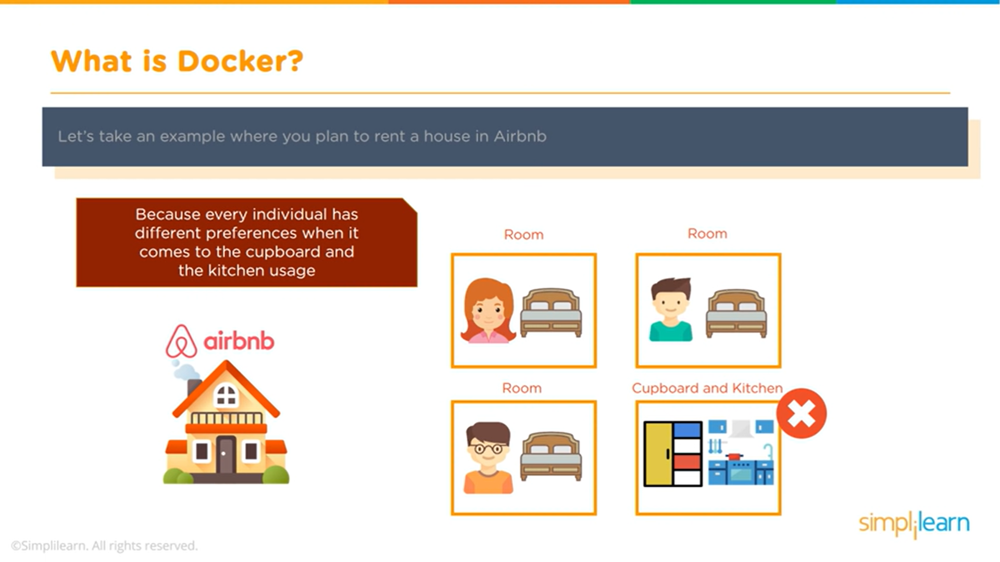 What is Docker?
Let's take an example where you plan to rent a house in Airbnb
Because every individual has
different preferences when it
comes to the cupboard and
the kitchen usage
Room
Room
airbnb
Room
Cupboard and Kitchen
simplilearn
©Simplilearn. All rights reserved.